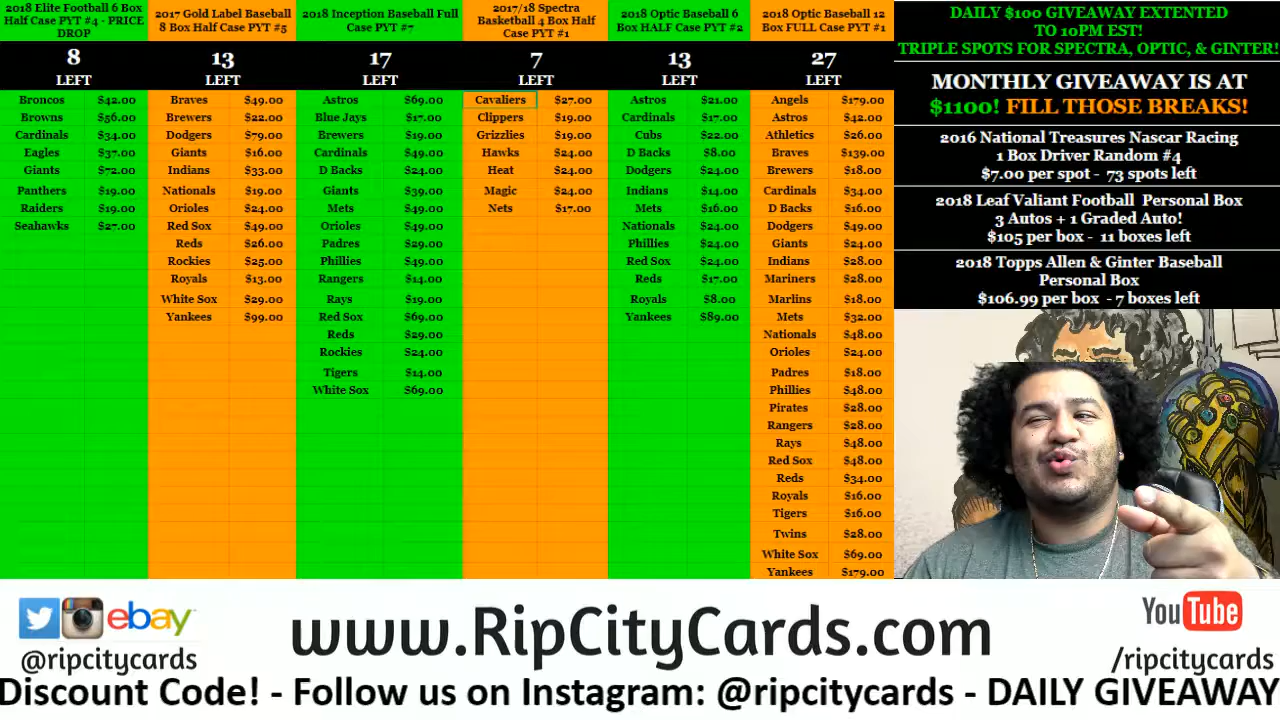 2018 Elite Football 6 Box
Half Case PYT #4 - PRICE
DROP
8
LEFT
Broncos $42.00
Browns $56.00
Cardinals $34.00
Eagles $37.00
Giants $72.00
Panthers $19.00
Raiders $19.00
Seahawks $27.00
2017 Gold Label Baseball
8 Box Half Case PYT #5
13
LEFT
Braves $49.00
Brewers $22.00
Dodgers $79.00
Giants $16.00
Indians $33.00
Nationals $19.00
Orioles $24.00
Red Sox $49.00
Reds $26.00
Rockies $25.00
Royals $13.00
White Sox $29.00
Yankees $99.00
2018 Inception Baseball Full
Case PYT #7
17
LEFT
Astros $69.00
Blue Jays $17.00
Brewers $19.00
Cardinals $49.00
D Backs $24.00
Giants $39.00
Mets $49.00
Orioles $49.00
Padres $29.00
Phillies $49.00
Rangers $14.00
Rays $19.00
Red Sox $69.00
Reds $29.00
Rockies $24.00
Tigers $14.00
White Sox $69.00
2017/18 Spectra
Basketball 4 Box Half
Case PYT #1
7
LEFT
Cavaliers $27.00
Clippers $19.00
Grizzlies $19.00
Hawks $24.00
Heat $24.00
Magic $24.00
Nets $17.00
2018 Optic Baseball 6
Box HALF Case PYT #2
13
LEFT
Astros $21.00
Cardinals $17.00
Cubs $22.00
D Backs $8.00
Dodgers $24.00
Indians $14.00
Mets $16.00
Nationals $24.00
Phillies $24.00
Red Sox $24.00
Reds $17.00
Royals $8.00
Yankees $89.00
2018 Optic Baseball 12
Box FULL Case PYT #1
27
LEFT
Angels $179.00
Astros $42.00
Athletics $26.00
Braves $139.00
Brewers $18.00
Cardinals $34.00
D Backs $16.00
Dodgers $49.00
Giants $24.00
Indians $28.00
Mariners $28.00
Marlins $18.00
Mets $32.00
Nationals $48.00
Orioles $24.00
Padres $18.00
Phillies $48.00
Pirates $28.00
Rangers $28.00
Rays $48.00
Red Sox $48.00
Reds $34.00
Royals $16.00
Tigers $16.00
Twins $28.00
White Sox $69.00
Yankees $179.00
DAILY $100 GIVEAWAY EXTENTED
TO 10PM EST!
TRIPLE SPOTS FOR SPECTRA, OPTIC, & GINTER!
MONTHLY GIVEAWAY IS AT
$1100! FILL THOSE BREAKS!
2016 National Treasures Nascar Racing
1 Box Driver Random #4
$7.00 per spot - 73 spots left
2018 Leaf Valiant Football Personal Box
3 Autos + 1 Graded Auto!
$105 per box - 11 boxes left
2018 Topps Allen & Ginter Baseball
Personal Box
$106.99 per box - 7 boxes left
ebay
@ripcitycards
www.RipCityCards.com
YouTube
/ripcitycards
Discount Code! - Follow us on Instagram: @ripcitycards - DAILY GIVEAWAY